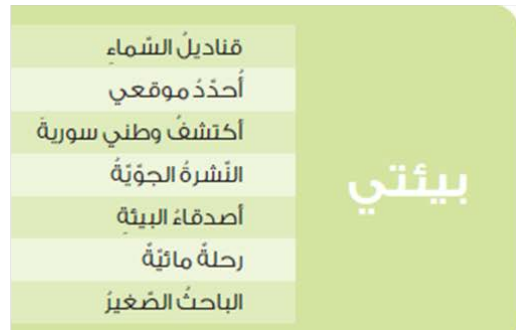 بيئتي
قناديلُ السّماءِ
أُحدّدُ موقعي
أكتشفُ وطني سوريةَ
النّشرةُ الجوّيّةُ
أصدقاءُ البيئةِ
رحلةٌ مائيّةٌ
الباحثُ الصّغيرُ